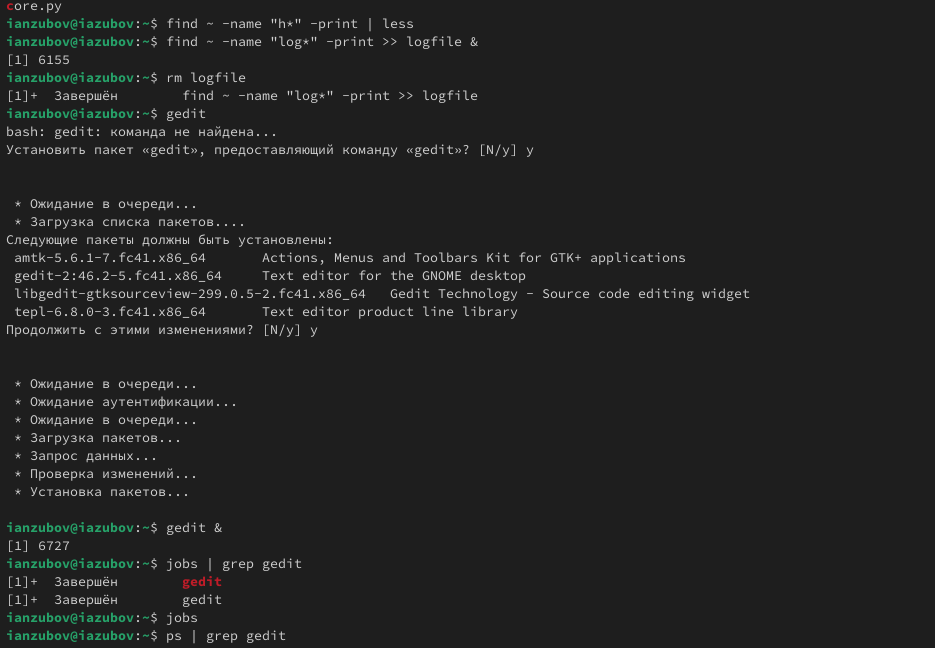 core.py
ianzubov@iazubov:~$ find ~ -name "h*" -print | less
ianzubov@iazubov:~$ find ~ -name "log*" -print >> logfile &
[1] 6155
ianzubov@iazubov:~$ rm logfile
[1]+  Завершён        find ~ -name "log*" -print >> logfile
ianzubov@iazubov:~$ gedit
bash: gedit: команда не найдена...
Установить пакет «gedit», предоставляющий команду «gedit»? [N/y] y
* Ожидание в очереди...
* Загрузка списка пакетов....
Следующие пакеты должны быть установлены:
amtk-5.6.1-7.fc41.x86_64       Actions, Menus and Toolbars Kit for GTK+ applications
gedit-2:46.2-5.fc41.x86_64     Text editor for the GNOME desktop
libgedit-gtksourceview-299.0.5-2.fc41.x86_64   Gedit Technology - Source code editing widget
tepl-6.8.0-3.fc41.x86_64       Text editor product line library
Продолжить с этими изменениями? [N/y] y
* Ожидание в очереди...
* Ожидание аутентификации...
* Ожидание в очереди...
* Загрузка пакетов...
* Запрос данных...
* Проверка изменений...
* Установка пакетов...
ianzubov@iazubov:~$ gedit &
[1] 6727
ianzubov@iazubov:~$ jobs | grep gedit
[1]+  Завершён        gedit
[1]+  Завершён        gedit
ianzubov@iazubov:~$ jobs
ianzubov@iazubov:~$ ps | grep gedit